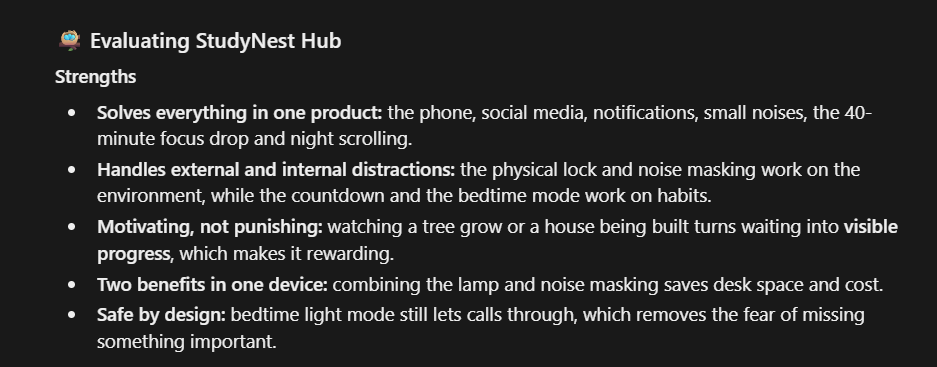 Evaluating StudyNest Hub
Strengths
• Solves everything in one product: the phone, social media, notifications, small noises, the 40-
minute focus drop and night scrolling.
• Handles external and internal distractions: the physical lock and noise masking work on the
environment, while the countdown and the bedtime mode work on habits.
• Motivating, not punishing: watching a tree grow or a house being built turns waiting into visible
progress, which makes it rewarding.
• Two benefits in one device: combining the lamp and noise masking saves desk space and cost.
• Safe by design: bedtime light mode still lets calls through, which removes the fear of missing
something important.